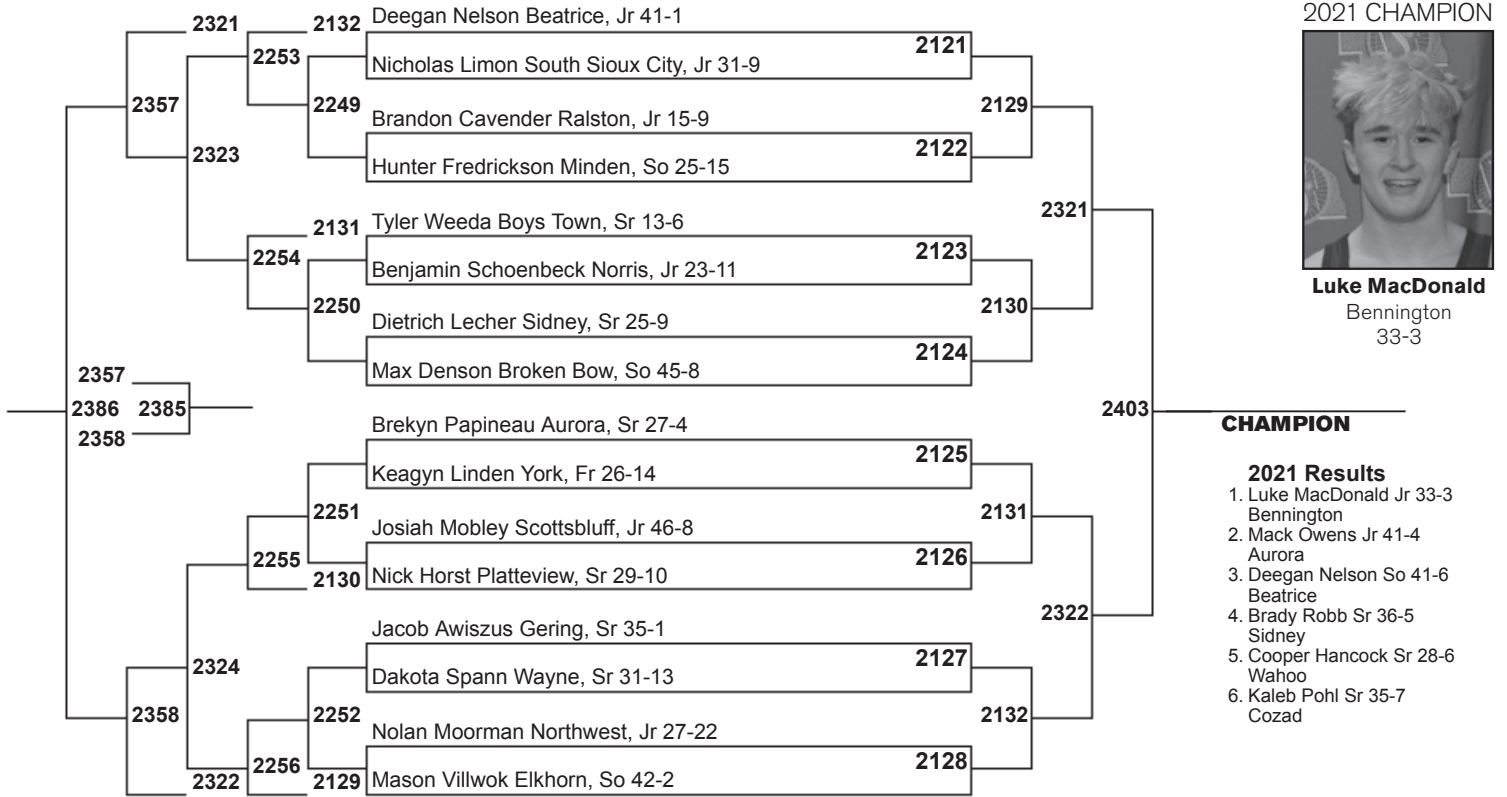 2021 CHAMPION
Luke MacDonald
Bennington
33-3
2321
2132
Deegan Nelson Beatrice, Jr 41-1
2121
2253
Nicholas Limon South Sioux City, Jr 31-9
2357
2249
2129
Brandon Cavender Ralston, Jr 15-9
2323
2122
Hunter Fredrickson Minden, So 25-15
2321
2131
Tyler Weeda Boys Town, Sr 13-6
2254
2123
Benjamin Schoenbeck Norris, Jr 23-11
2250
2130
Dietrich Lecher Sidney, Sr 25-9
2124
Max Denson Broken Bow, So 45-8
2357
2386
2385
2358
2403
CHAMPION
Brekyn Papineau Aurora, Sr 27-4
2125
Keagyn Linden York, Fr 26-14
2251
2131
Josiah Mobley Scottsbluff, Jr 46-8
2255
2126
2130
Nick Horst Platteview, Sr 29-10
2322
Jacob Awiszus Gering, Sr 35-1
2324
2127
Dakota Spann Wayne, Sr 31-13
2358
2252
2132
Nolan Moorman Northwest, Jr 27-22
2256
2128
2322
2129
Mason Villwok Elkhorn, So 42-2
2021 Results
1. Luke MacDonald Jr 33-3
Bennington
2. Mack Owens Jr 41-4
Aurora
3. Deegan Nelson So 41-6
Beatrice
4. Brady Robb Sr 36-5
Sidney
5. Cooper Hancock Sr 28-6
Wahoo
6. Kaleb Pohl Sr 35-7
Cozad